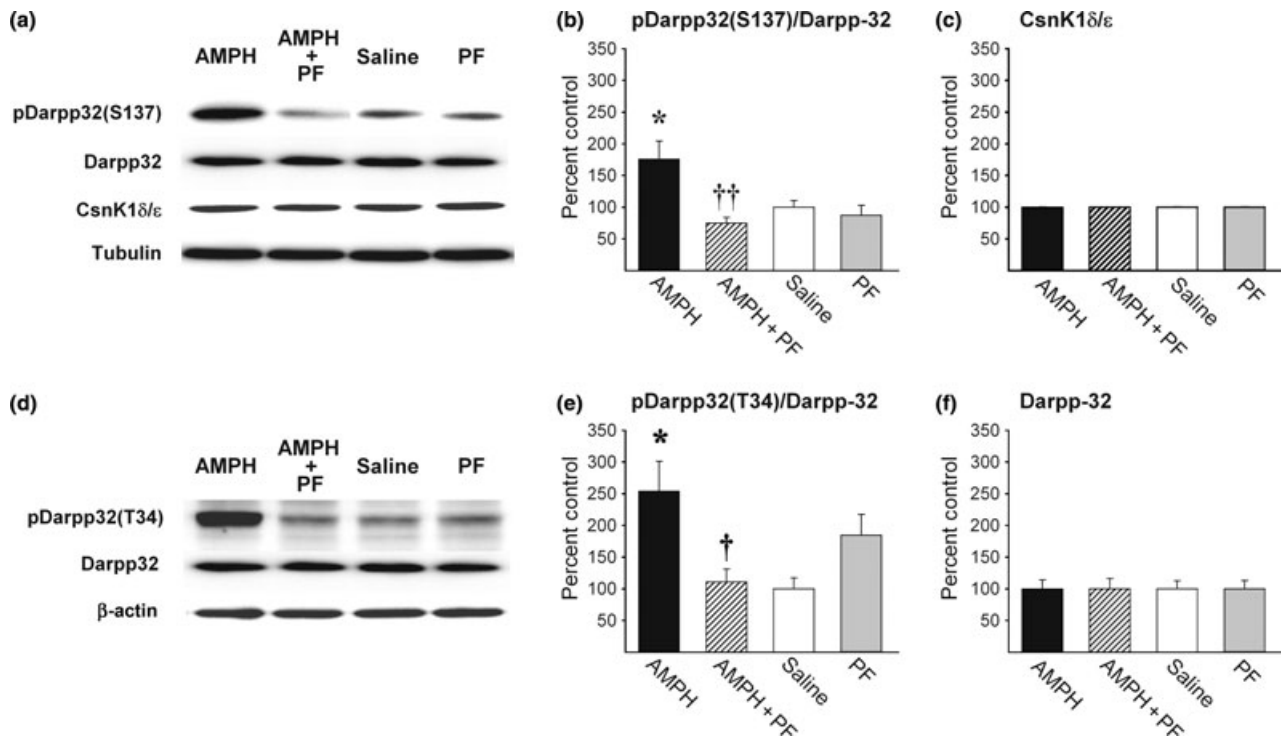 (a)
AMPH
AMPH
+
PF
Saline
PF
pDarpp32(S137)
Darpp32
CsnK1δ/ε
Tubulin
(b)
pDarpp32(S137)/Darpp-32
Percent control
350
300
250
200
150
100
50
*
††
AMPH
AMPH + PF
Saline
PF
(c)
CsnK1δ/ε
Percent control
350
300
250
200
150
100
50
AMPH
AMPH + PF
Saline
PF
(d)
AMPH
AMPH
+
PF
Saline
PF
pDarpp32(T34)
Darpp32
β-actin
(e)
pDarpp32(T34)/Darpp-32
Percent control
350
300
250
200
150
100
50
*
†
AMPH
AMPH + PF
Saline
PF
(f)
Darpp-32
Percent control
350
300
250
200
150
100
50
AMPH
AMPH + PF
Saline
PF